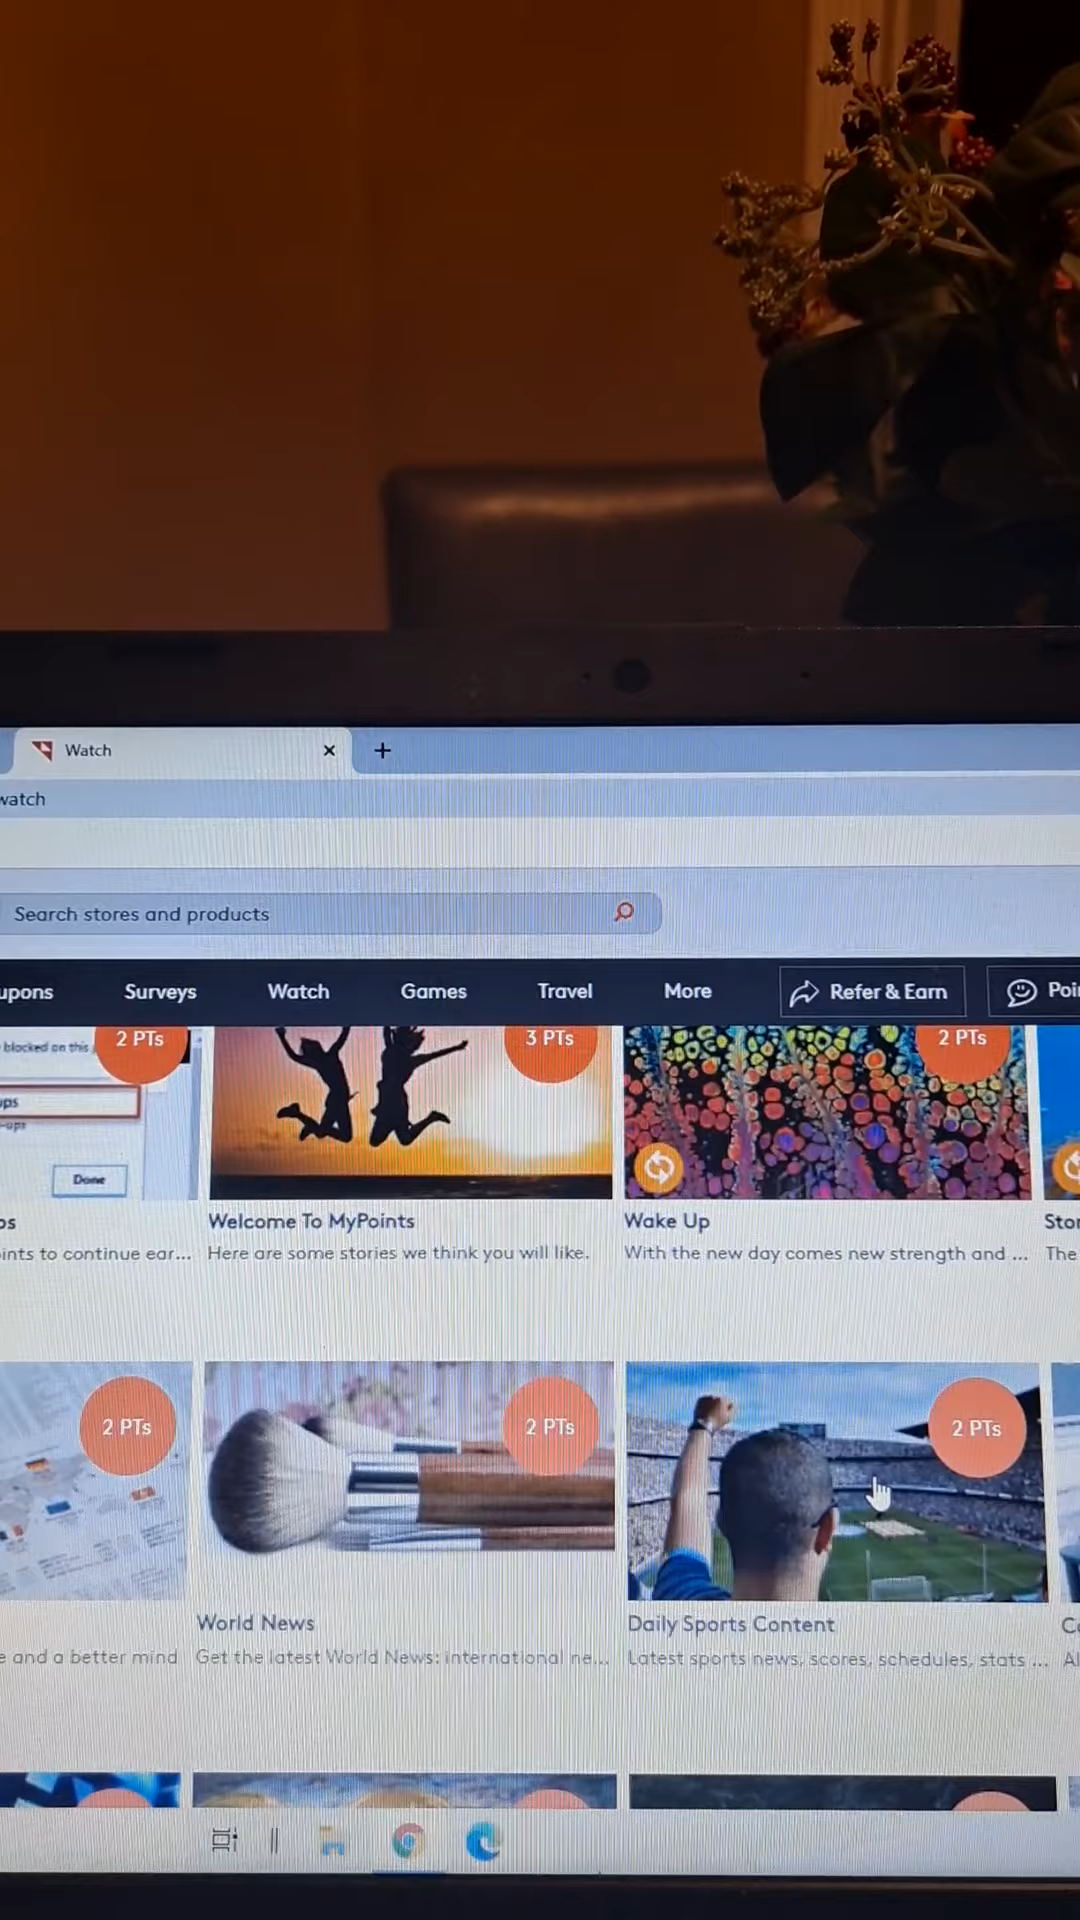 Watch
watch
Search stores and products
upons Surveys Watch Games Travel More Refer & Earn Poi
blocked on this
2 PTs
3 PTs
2 PTs
ups
-ups
Done
os
ints to continue ear...
Welcome To MyPoints
Here are some stories we think you will like.
Wake Up
With the new day comes new strength and ...
Stor
The
2 PTs
2 PTs
2 PTs
e and a better mind
World News
Get the latest World News: international ne...
Daily Sports Content
Latest sports news, scores, schedules, stats ...
Co
Al